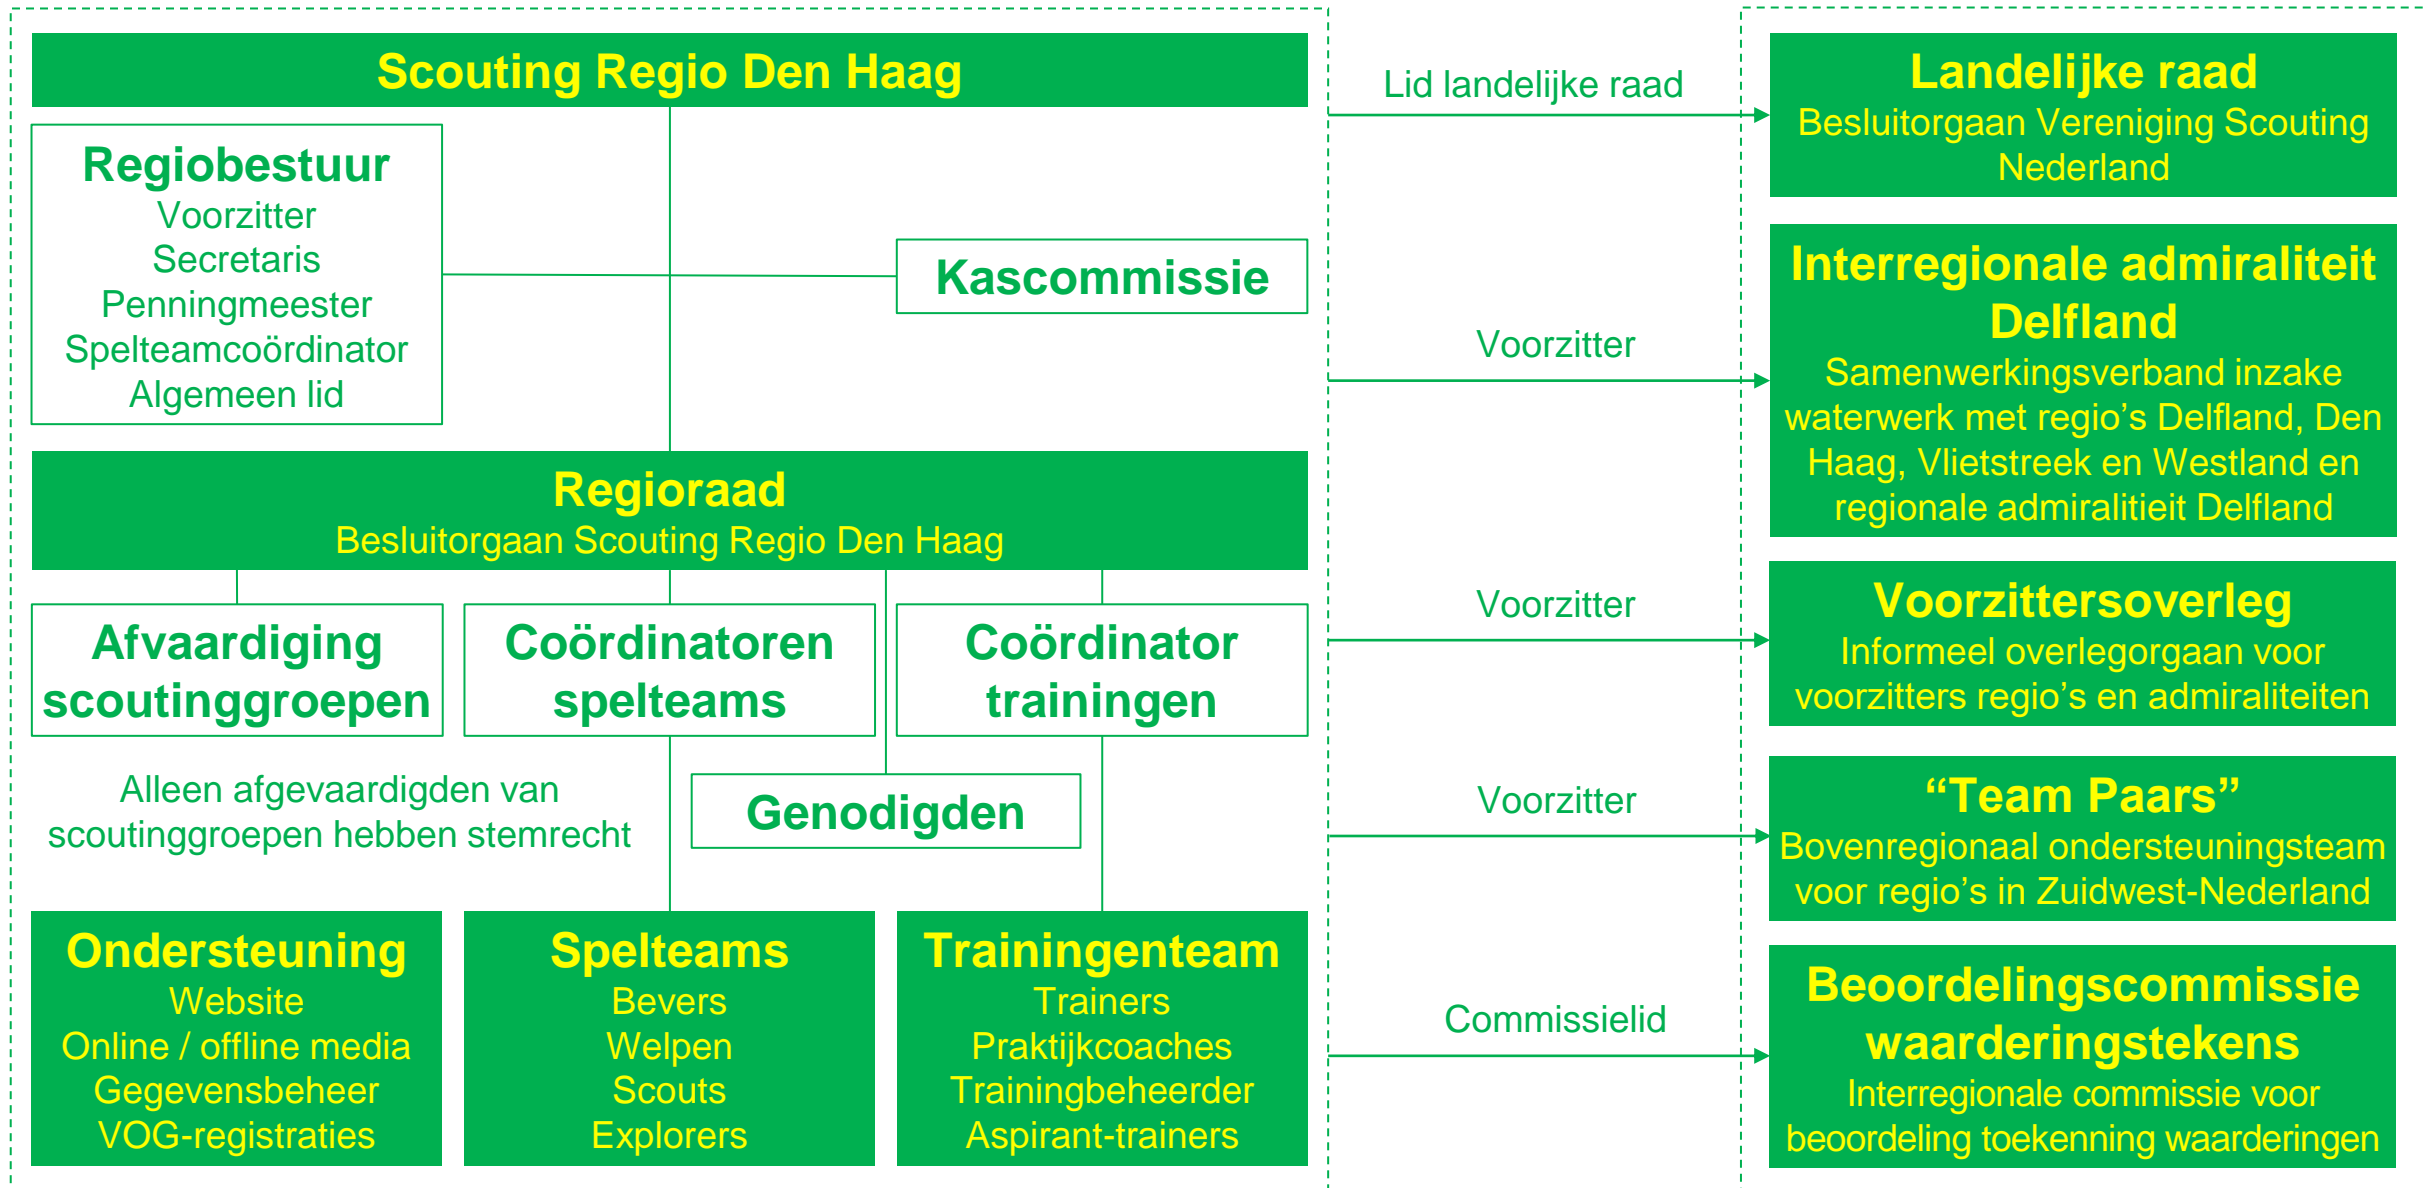 Scouting Regio Den Haag
Regiobestuur
Voorzitter
Secretaris
Penningmeester
Spelteamcoördinator
Algemeen lid
Kascommissie
Regioraad
Besluitorgaan Scouting Regio Den Haag
Afvaardiging
scoutinggroepen
Coördinatoren
spelteams
Coördinator
trainingen
Alleen afgevaardigden van
scoutinggroepen hebben stemrecht
Genodigden
Ondersteuning
Website
Online / offline media
Gegevensbeheer
VOG-registraties
Spelteams
Bevers
Welpen
Scouts
Explorers
Trainingenteam
Trainers
Praktijkcoaches
Trainingbeheerder
Aspirant-trainers
Lid landelijke raad
Voorzitter
Voorzitter
Voorzitter
Commissielid
Landelijke raad
Besluitorgaan Vereniging Scouting
Nederland
Interregionale admiraliteit
Delfland
Samenwerkingsverband inzake
waterwerk met regio’s Delfland, Den
Haag, Vlietstreek en Westland en
regionale admiralitieit Delfland
Voorzittersoverleg
Informeel overlegorgaan voor
voorzitters regio’s en admiraliteiten
“Team Paars”
Bovenregionaal ondersteuningsteam
voor regio’s in Zuidwest-Nederland
Beoordelingscommissie
waarderingstekens
Interregionale commissie voor
beoordeling toekenning waarderingen